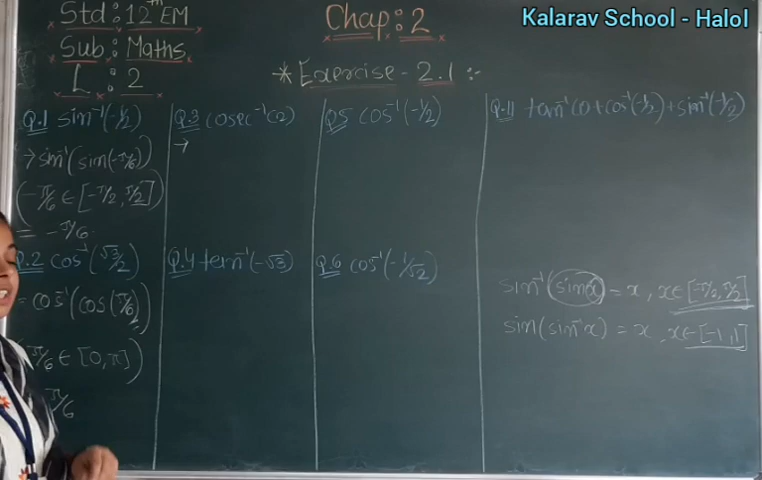 Std : 12th EM
Sub : Maths
L : 2
Chap : 2
Kalarav School - Halol
* Exercise - 2.1 :-
Q.1 sin⁻¹(-1/2)
→ sin⁻¹(sin(-π/6))
(-π/6 ∈ [-π/2, π/2])
= -π/6
Q.2 cos⁻¹(√3/2)
= cos⁻¹(cos(π/6))
π/6 ∈ [0, π])
π/6
Q.3 cosec⁻¹(2)
→
Q.4 tan⁻¹(-√3)
Q.5 cos⁻¹(-1/2)
Q.6 cos⁻¹(-1/√2)
Q.11 tan⁻¹(1)+cos⁻¹(-1/2)+sin⁻¹(-1/2)
sin⁻¹(sinx) = x, x∈[-π/2, π/2]
sin(sin⁻¹x) = x, x∈[-1,1]